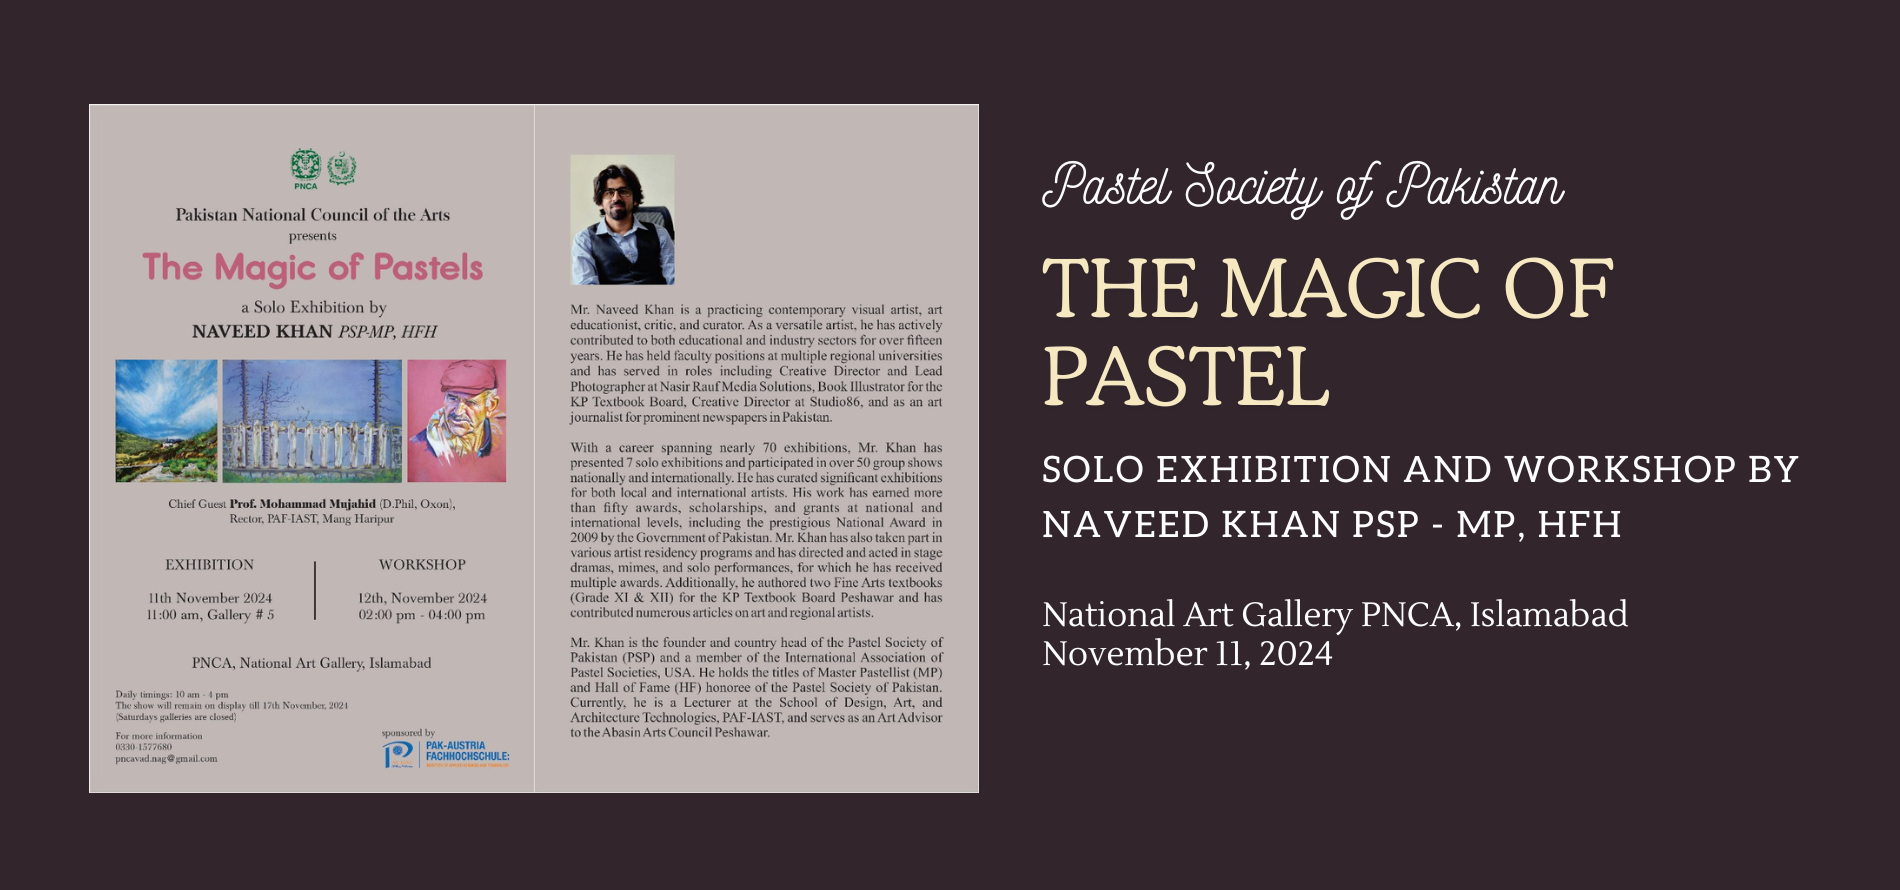 PNCA
Pakistan National Council of the Arts
presents
The Magic of Pastels
a Solo Exhibition by
NAVEED KHAN PSP-MP, HFH
Chief Guest Prof. Mohammad Mujahid (D.Phil, Oxon),
Rector, PAF-IAST, Mang Haripur
EXHIBITION
11th November 2024
11:00 am, Gallery # 5
WORKSHOP
12th, November 2024
02:00 pm - 04:00 pm
PNCA, National Art Gallery, Islamabad
Daily timings: 10 am - 4 pm
The show will remain on display till 17th November, 2024
(Saturdays galleries are closed)
For more information
0330-1577680
pncavad.nag@gmail.com
sponsored by
PAK-AUSTRIA
FACHHOCHSCHULE:
Mr. Naveed Khan is a practicing contemporary visual artist, art
educationist, critic, and curator. As a versatile artist, he has actively
contributed to both educational and industry sectors for over fifteen
years. He has held faculty positions at multiple regional universities
and has served in roles including Creative Director and Lead
Photographer at Nasir Rauf Media Solutions, Book Illustrator for the
KP Textbook Board, Creative Director at Studio86, and as an art
journalist for prominent newspapers in Pakistan.
With a career spanning nearly 70 exhibitions, Mr. Khan has
presented 7 solo exhibitions and participated in over 50 group shows
nationally and internationally. He has curated significant exhibitions
for both local and international artists. His work has earned more
than fifty awards, scholarships, and grants at national and
international levels, including the prestigious National Award in
2009 by the Government of Pakistan. Mr. Khan has also taken part in
various artist residency programs and has directed and acted in stage
dramas, mimes, and solo performances, for which he has received
multiple awards. Additionally, he authored two Fine Arts textbooks
(Grade XI & XII) for the KP Textbook Board Peshawar and has
contributed numerous articles on art and regional artists.
Mr. Khan is the founder and country head of the Pastel Society of
Pakistan (PSP) and a member of the International Association of
Pastel Societies, USA. He holds the titles of Master Pastellist (MP)
and Hall of Fame (HF) honoree of the Pastel Society of Pakistan.
Currently, he is a Lecturer at the School of Design, Art, and
Architecture Technologies, PAF-IAST, and serves as an Art Advisor
to the Abasin Arts Council Peshawar.
Pastel Society of Pakistan
THE MAGIC OF
PASTEL
SOLO EXHIBITION AND WORKSHOP BY
NAVEED KHAN PSP - MP, HFH
National Art Gallery PNCA, Islamabad
November 11, 2024